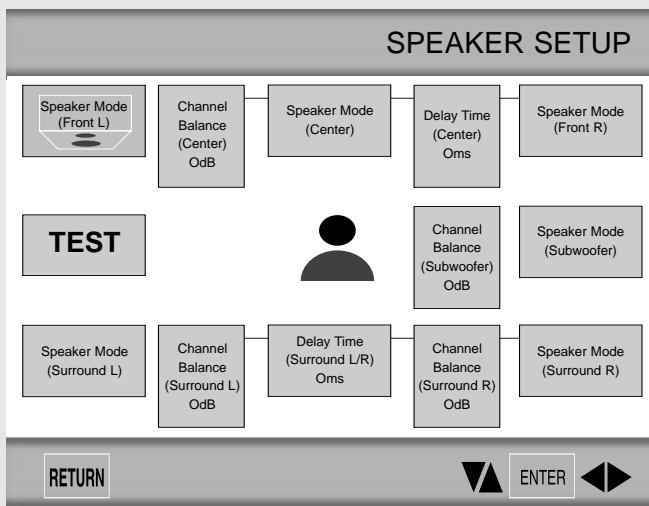 SPEAKER SETUP
Speaker Mode
(Front L)
Channel
Balance
(Center)
OdB
Speaker Mode
(Center)
Delay Time
(Center)
Oms
Speaker Mode
(Front R)
TEST
Channel
Balance
(Subwoofer)
OdB
Speaker Mode
(Subwoofer)
Speaker Mode
(Surround L)
Channel
Balance
(Surround L)
OdB
Delay Time
(Surround L/R)
Oms
Channel
Balance
(Surround R)
OdB
Speaker Mode
(Surround R)
RETURN
ENTER